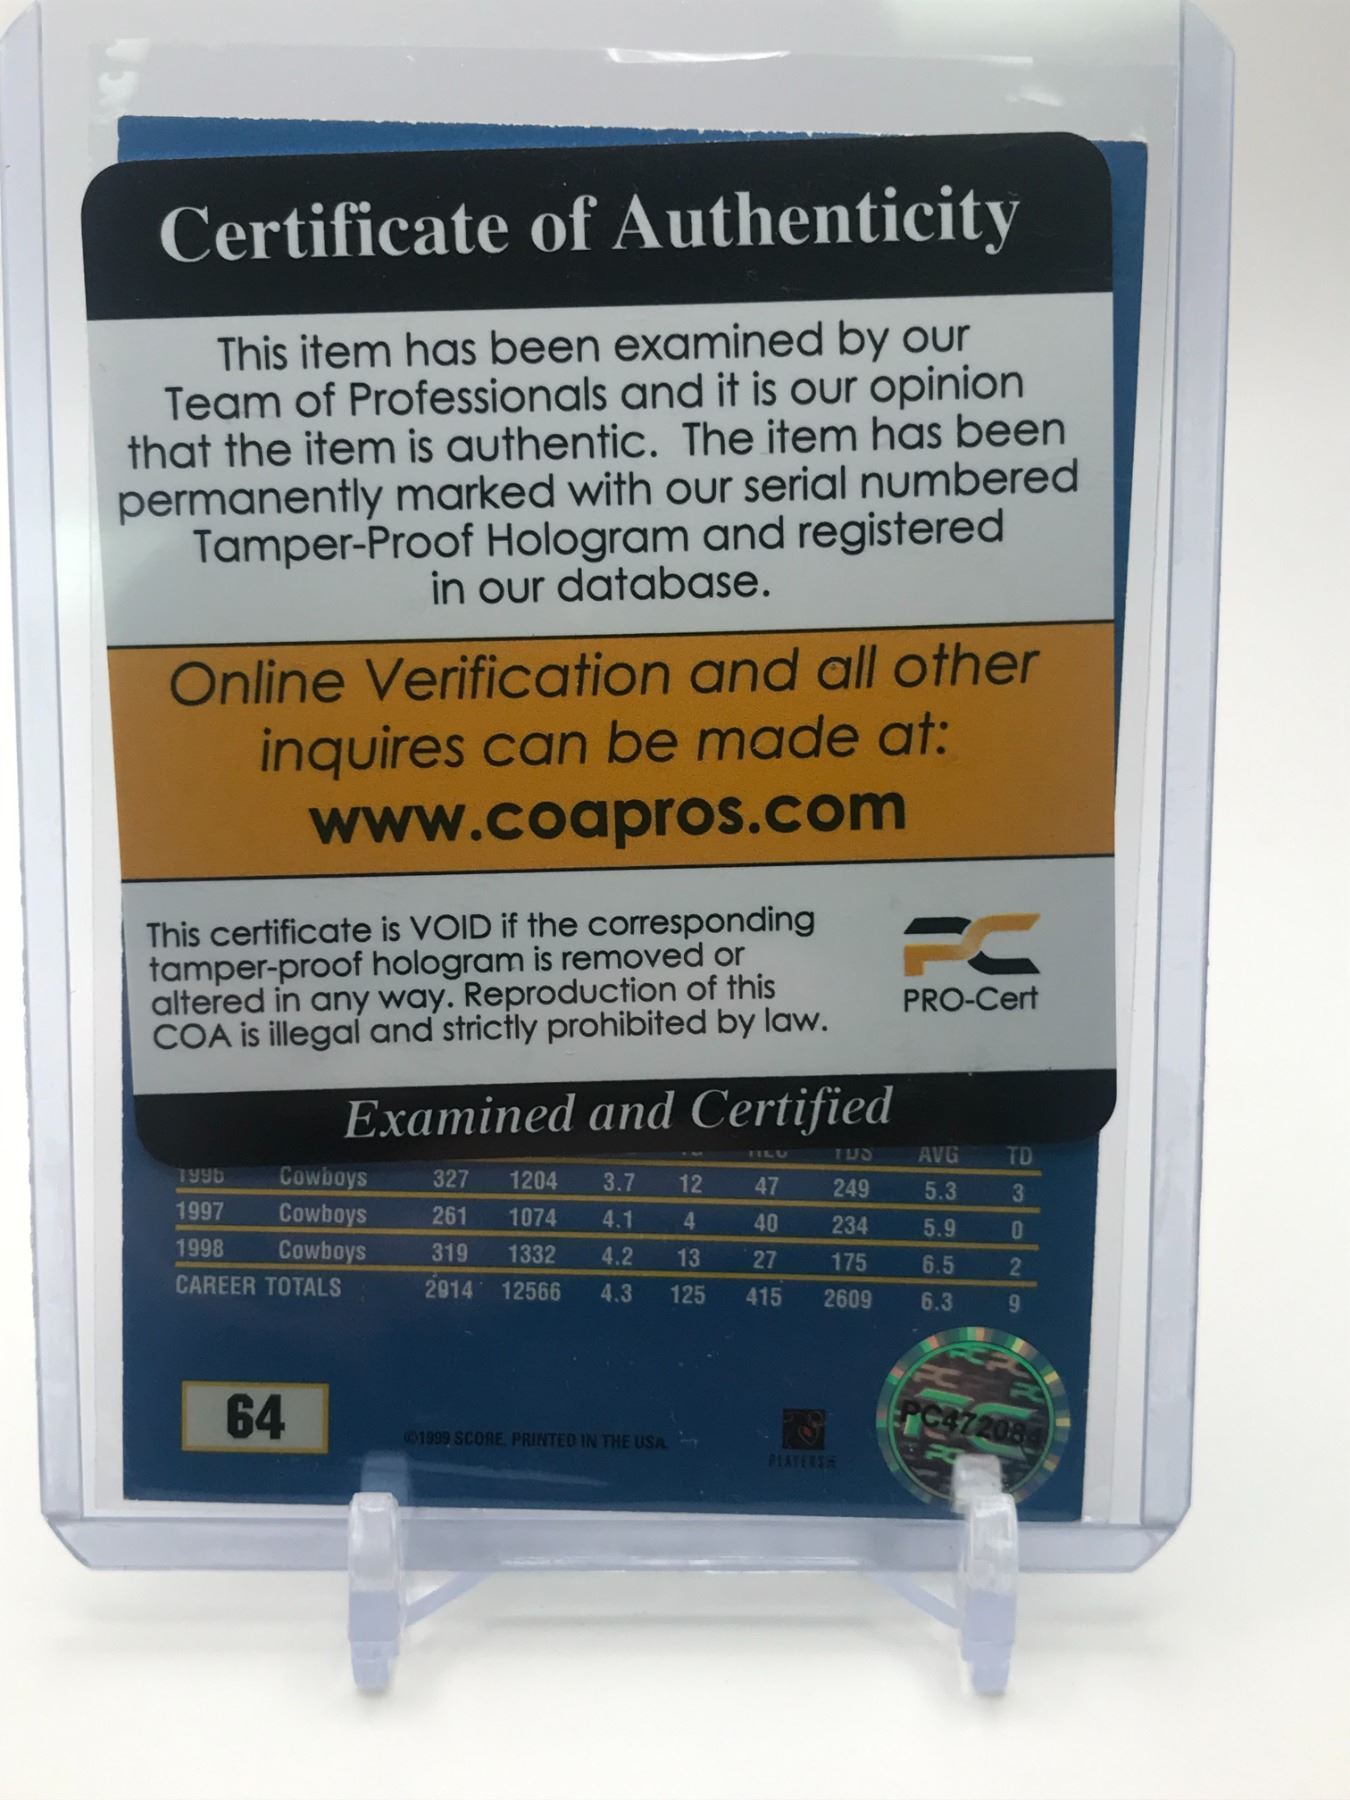 Certificate of Authenticity
This item has been examined by our
Team of Professionals and it is our opinion
that the item is authentic. The item has been
permanently marked with our serial numbered
Tamper-Proof Hologram and registered
in our database.
Online Verification and all other
inquires can be made at:
www.coapros.com
This certificate is VOID if the corresponding
tamper-proof hologram is removed or
altered in any way. Reproduction of this
COA is illegal and strictly prohibited by law.
PC
PRO-Cert
Examined and Certified
YDS AVG TD
1996 Cowboys 327 1204 3.7 12 47 249 5.3 3
1997 Cowboys 261 1074 4.1 4 40 234 5.9 0
1998 Cowboys 319 1332 4.2 13 27 175 6.5 2
CAREER TOTALS 2914 12566 4.3 125 415 2609 6.3 9
64
©1999 SCORE. PRINTED IN THE USA.
PLAYERS
PC